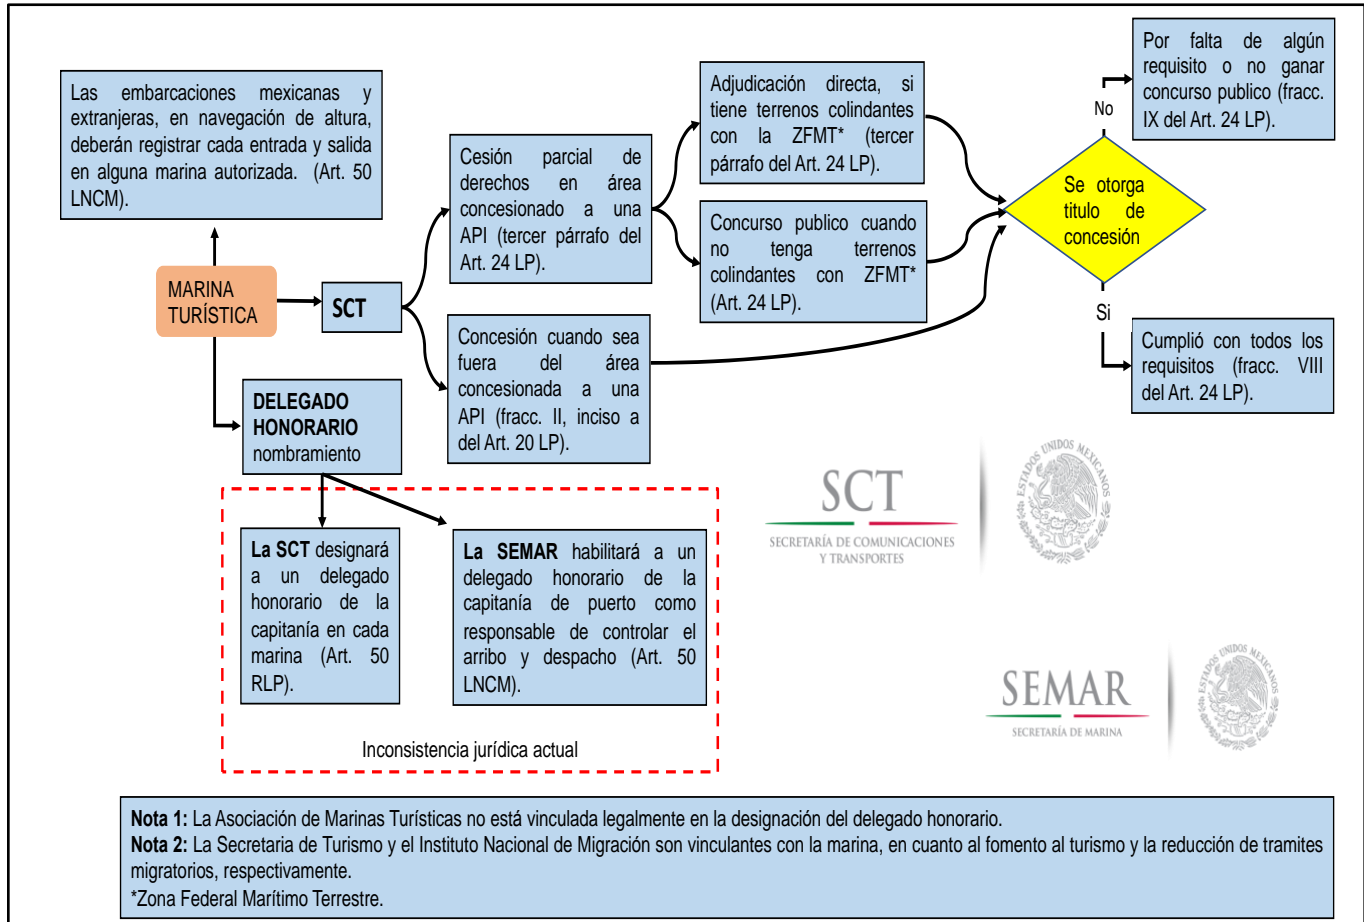 Las embarcaciones mexicanas y
extranjeras, en navegación de altura,
deberán registrar cada entrada y salida
en alguna marina autorizada. (Art. 50
LNCM).
MARINA
TURÍSTICA
SCT
DELEGADO
HONORARIO
nombramiento
Cesión parcial de
derechos en área
concesionado a una
API (tercer párrafo del
Art. 24 LP).
Concesión cuando sea
fuera del área
concesionada a una
API (fracc. II, inciso a
del Art. 20 LP).
Adjudicación directa, si
tiene terrenos colindantes
con la ZFMT* (tercer
párrafo del Art. 24 LP).
Concurso publico cuando
no tenga terrenos
colindantes con ZFMT*
(Art. 24 LP).
Se otorga
titulo de
concesión
No
Por falta de algún
requisito o no ganar
concurso publico (fracc.
IX del Art. 24 LP).
Si
Cumplió con todos los
requisitos (fracc. VIII
del Art. 24 LP).
La SCT designará
a un delegado
honorario de la
capitanía en cada
marina (Art. 50
RLP).
La SEMAR habilitará a un
delegado honorario de la
capitanía de puerto como
responsable de controlar el
arribo y despacho (Art. 50
LNCM).
Inconsistencia jurídica actual
SCT
SECRETARÍA DE COMUNICACIONES
Y TRANSPORTES
ESTADOS UNIDOS MEXICANOS
SEMAR
SECRETARÍA DE MARINA
ESTADOS UNIDOS MEXICANOS
Nota 1: La Asociación de Marinas Turísticas no está vinculada legalmente en la designación del delegado honorario.
Nota 2: La Secretaria de Turismo y el Instituto Nacional de Migración son vinculantes con la marina, en cuanto al fomento al turismo y la reducción de tramites
migratorios, respectivamente.
*Zona Federal Marítimo Terrestre.